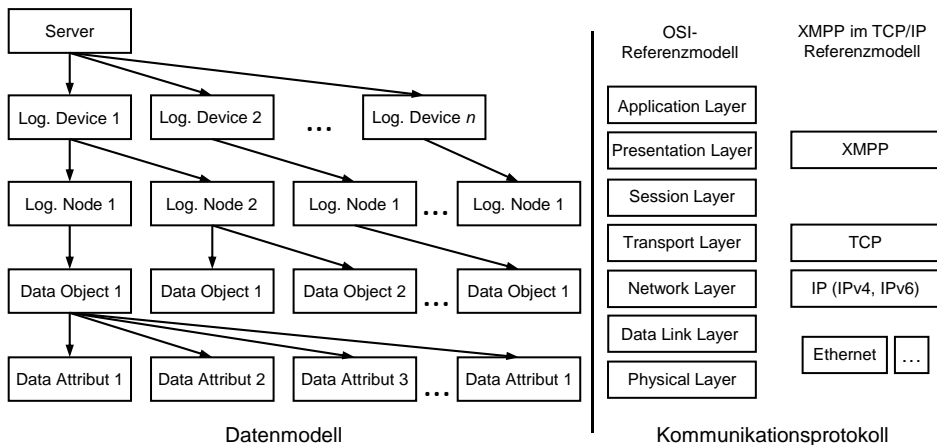 Server
Log. Device 1
Log. Device 2
...
Log. Device n
Log. Node 1
Log. Node 2
Log. Node 1
...
Log. Node 1
Data Object 1
Data Object 1
Data Object 2
...
Data Object 1
Data Attribut 1
Data Attribut 2
Data Attribut 3
...
Data Attribut 1
Datenmodell
OSI-
Referenzmodell
Application Layer
Presentation Layer
Session Layer
Transport Layer
Network Layer
Data Link Layer
Physical Layer
XMPP im TCP/IP
Referenzmodell
XMPP
TCP
IP (IPv4, IPv6)
Ethernet
...
Kommunikationsprotokoll